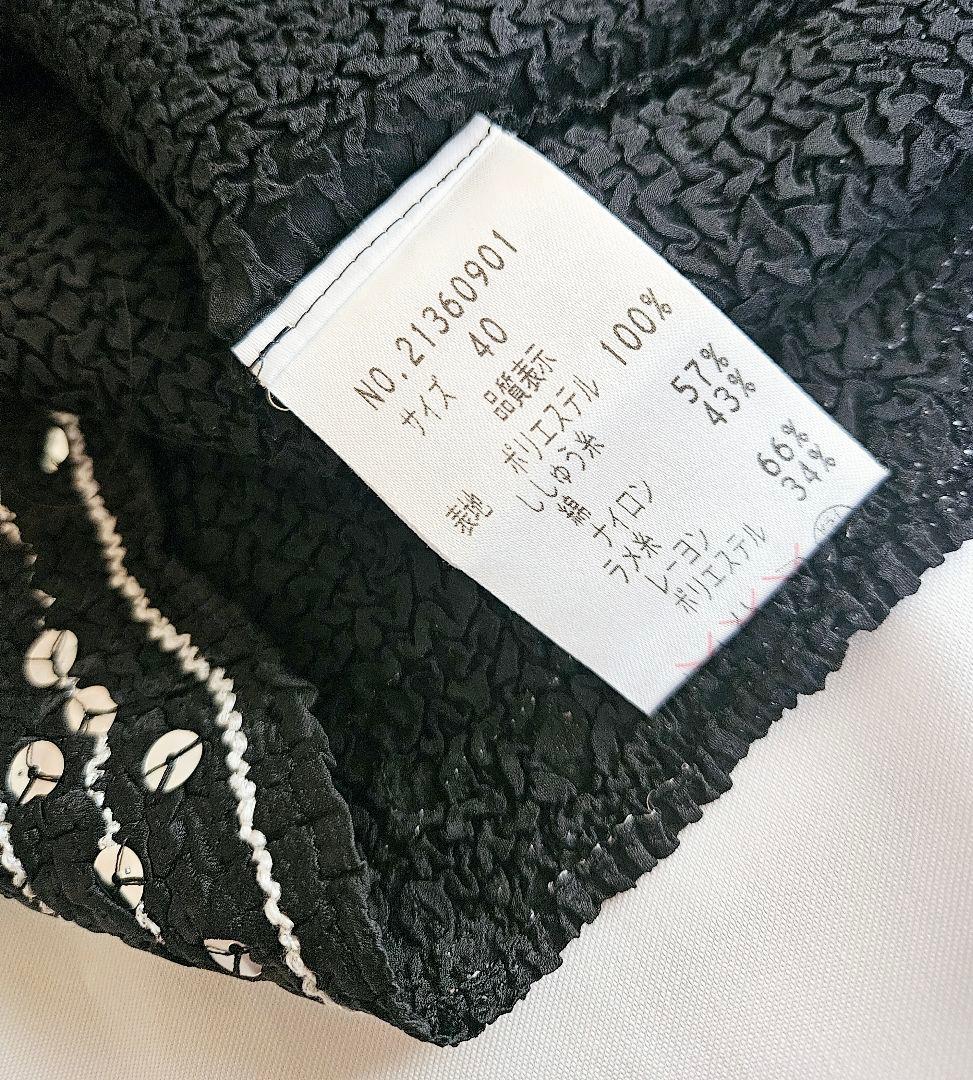 NO.21360901
サイズ 40
品質表示
表地 ポリエステル 100%
ししゅう糸
綿 57%
ナイロン 43%
ラメ糸
レーヨン 66%
ポリエステル 34%